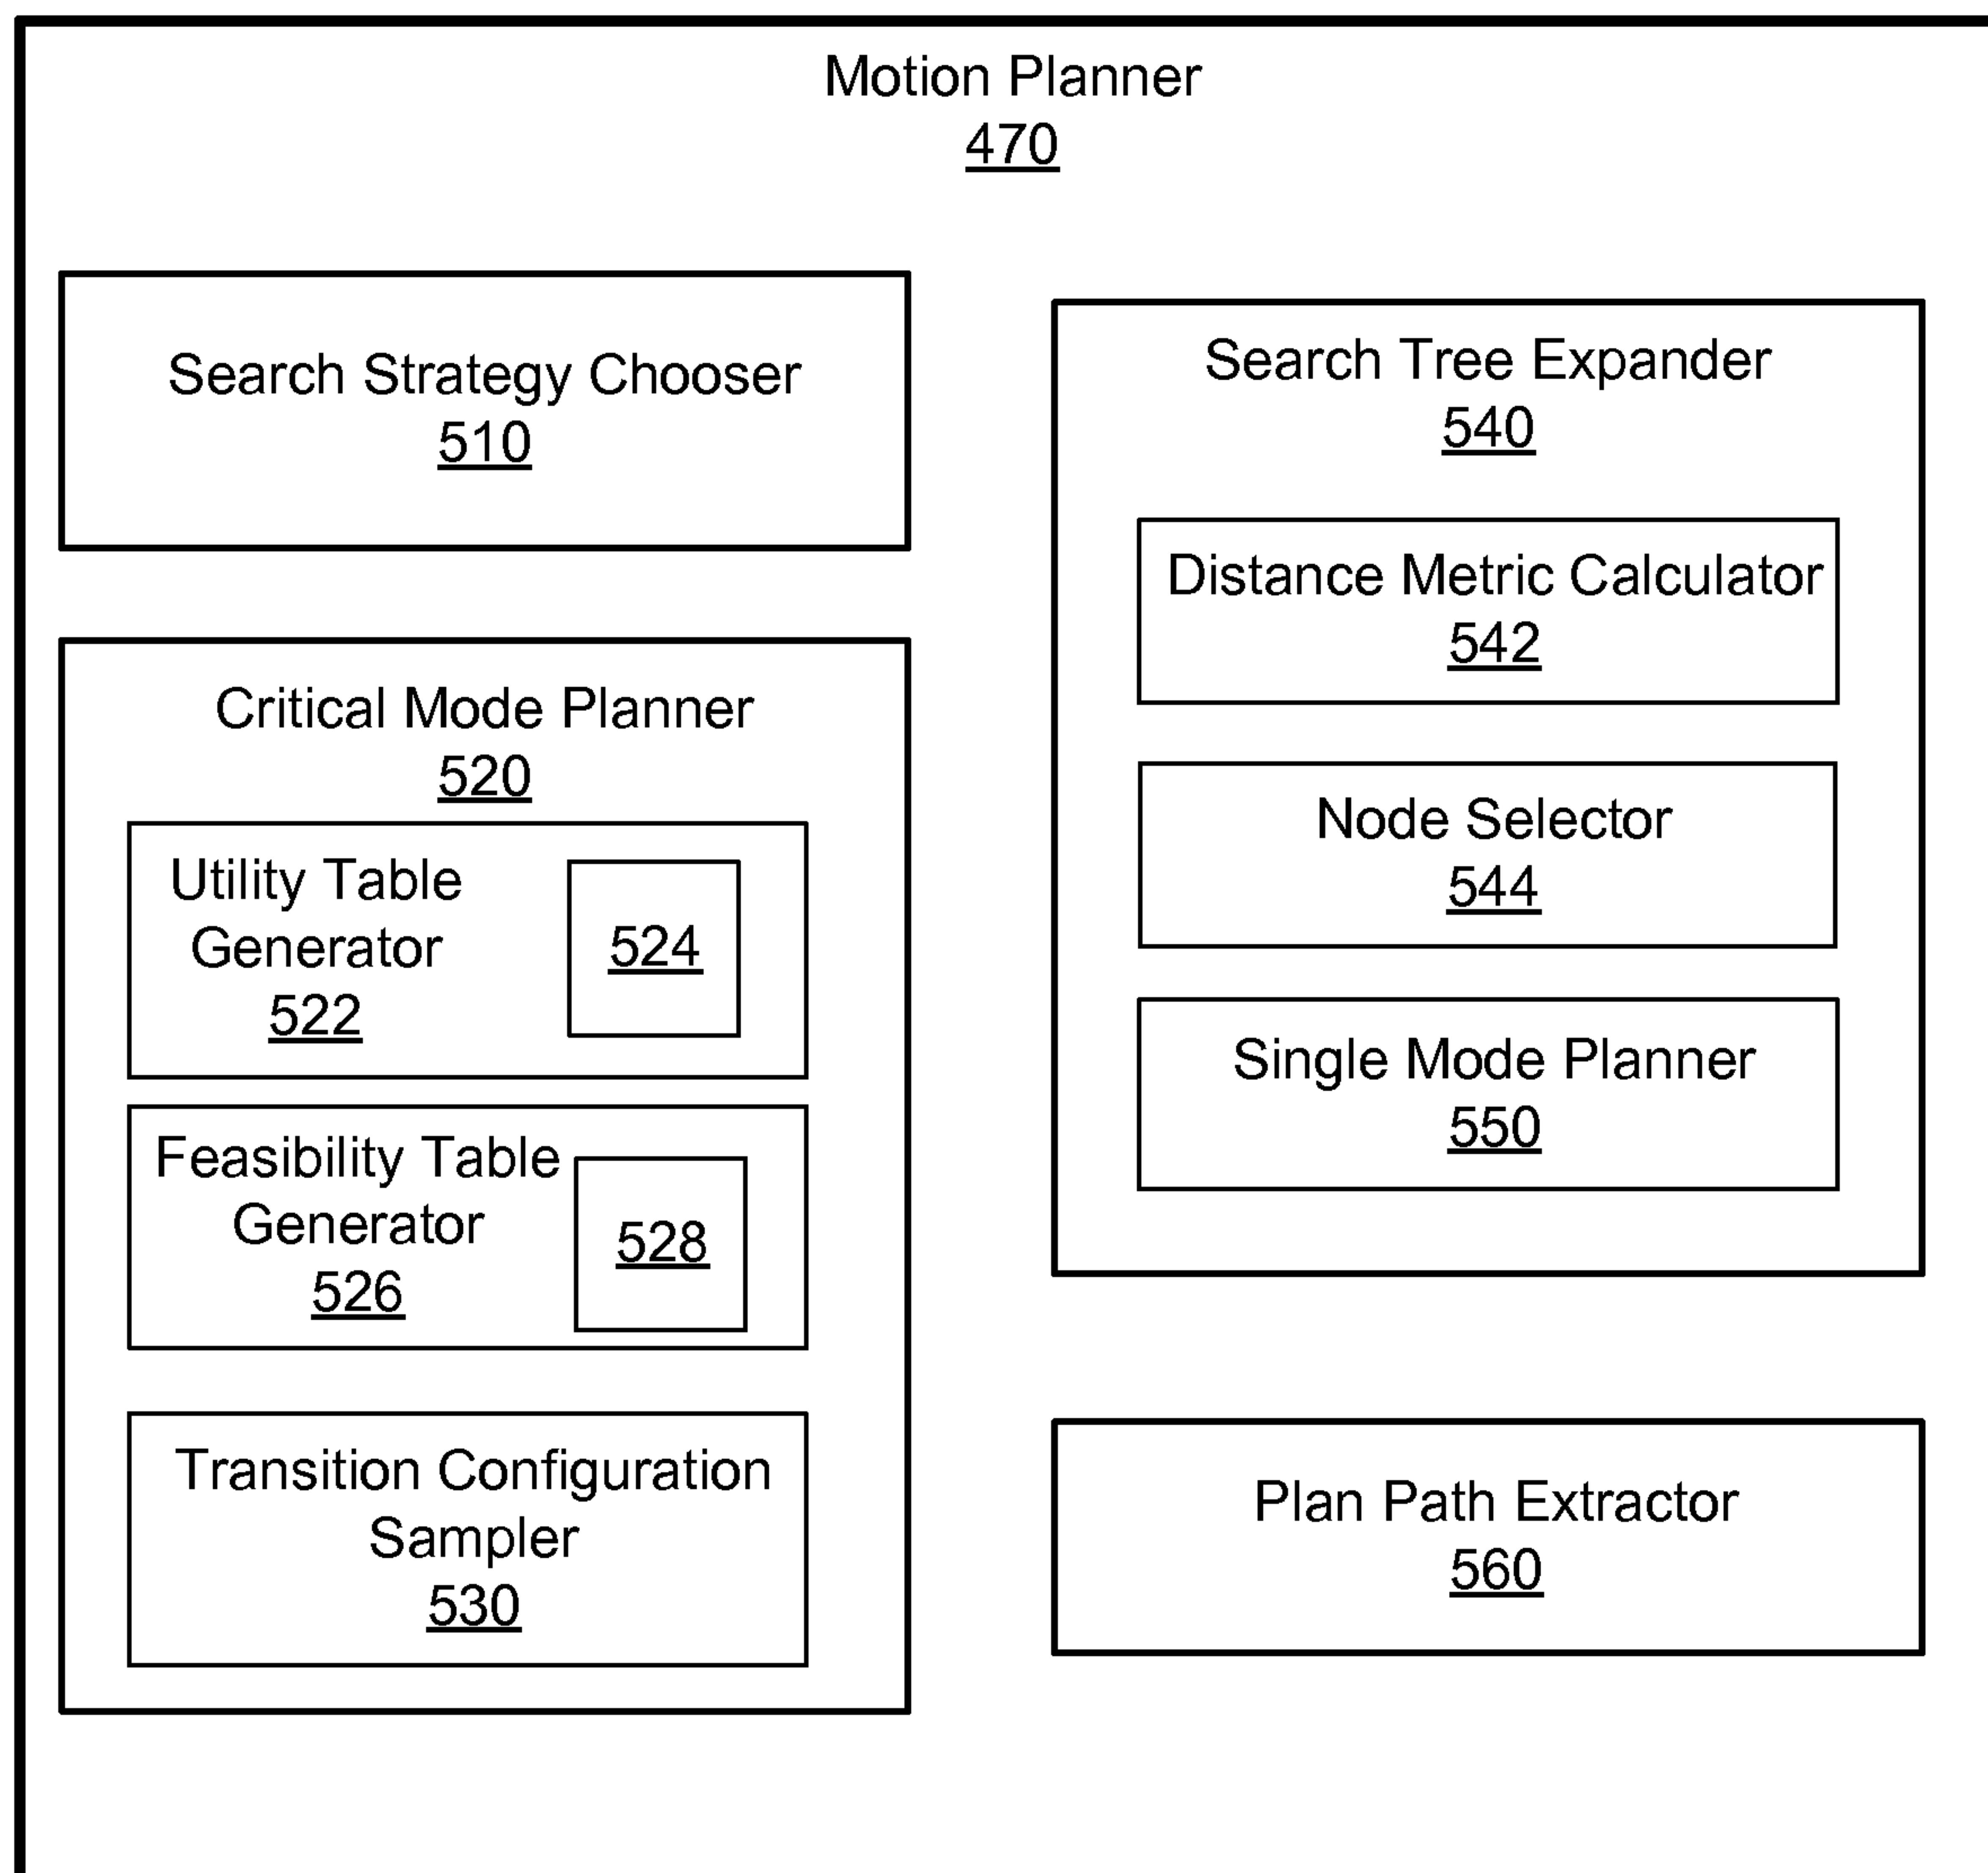 Motion Planner
470
Search Strategy Chooser
510
Critical Mode Planner
520
Utility Table
Generator
522
524
Feasibility Table
Generator
526
528
Transition Configuration
Sampler
530
Search Tree Expander
540
Distance Metric Calculator
542
Node Selector
544
Single Mode Planner
550
Plan Path Extractor
560